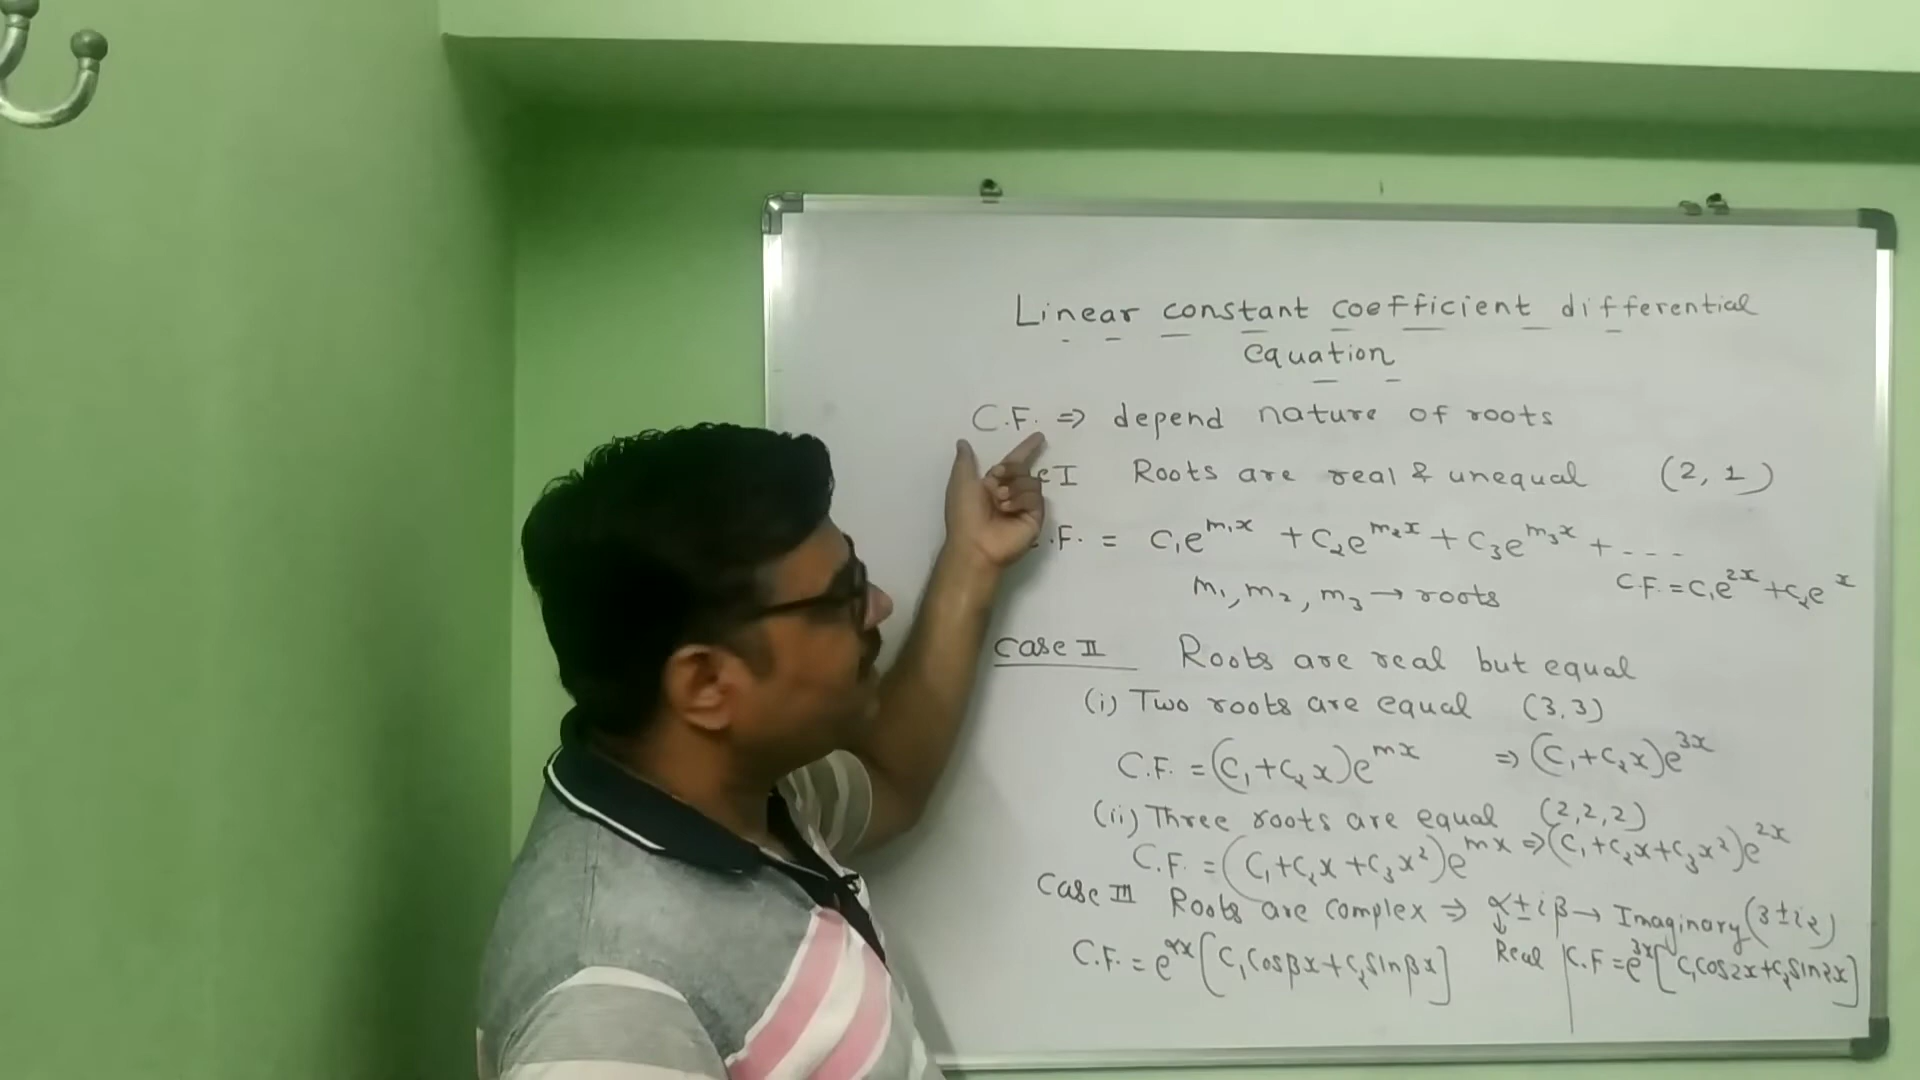 Linear constant coefficient differential
equation
C.F. ⇒ depend nature of roots
I Roots are real & unequal (2, 1)
.F. = C₁e^{m₁x} + C₂e^{m₂x} + C₃e^{m₃x} + ----
m₁, m₂, m₃ → roots C.F. = C₁e^{2x} + C₂e^{x}
Case II Roots are real but equal
(i) Two roots are equal (3,3)
C.F. = (C₁+C₂x)e^{mx} ⇒ (C₁+C₂x)e^{3x}
(ii) Three roots are equal (2,2,2)
C.F. = (C₁+C₂x+C₃x²)e^{mx} ⇒ (C₁+C₂x+C₃x²)e^{2x}
Case III Roots are complex ⇒ α±iβ → Imaginary (3±i2)
↓
C.F. = e^{αx}[C₁Cosβx+C₂Sinβx] Real | C.F = e^{3x}[C₁Cos2x+C₂Sin2x]